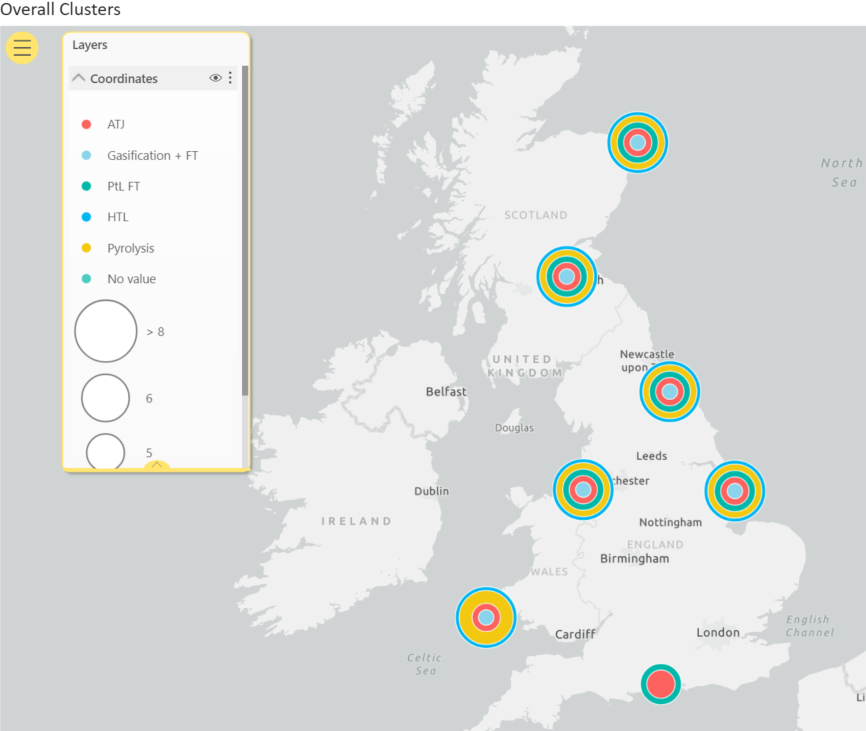 Overall Clusters
Layers
Coordinates
ATJ
Gasification + FT
PtL FT
HTL
Pyrolysis
No value
> 8
6
5
North
Sea
SCOTLAND
h
Newcastle
upon
UNITED
KINGDOM
Belfast
Douglas
Leeds
chester
Dublin
Nottingham
IRELAND
ENGLAND
Birmingham
WALES
English
Channel
Cardiff
London
Celtic
Sea
Li